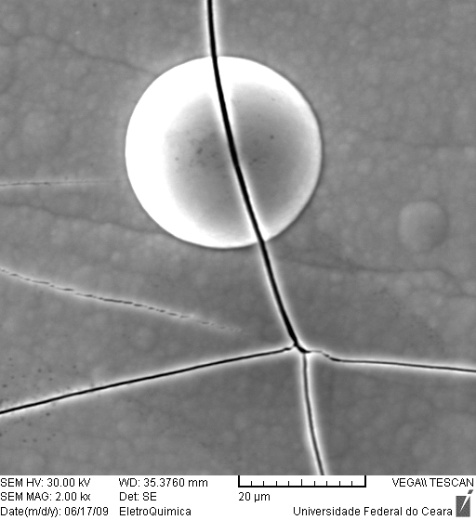 SEM HV: 30.00 kV WD: 35.3760 mm VEGA\\ TESCAN
SEM MAG: 2.00 kx Det: SE 20 µm
Date(m/d/y): 06/17/09 EletroQuimica Universidade Federal do Ceara